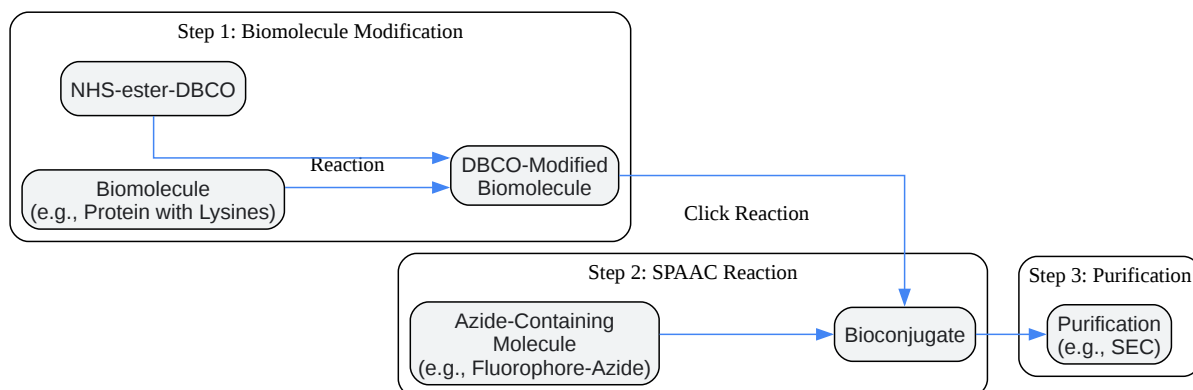 Step 1: Biomolecule Modification
NHS-ester-DBCO
Reaction
Biomolecule
(e.g., Protein with Lysines)
DBCO-Modified
Biomolecule
Click Reaction
Step 2: SPAAC Reaction
Azide-Containing
Molecule
(e.g., Fluorophore-Azide)
Bioconjugate
Step 3: Purification
Purification
(e.g., SEC)